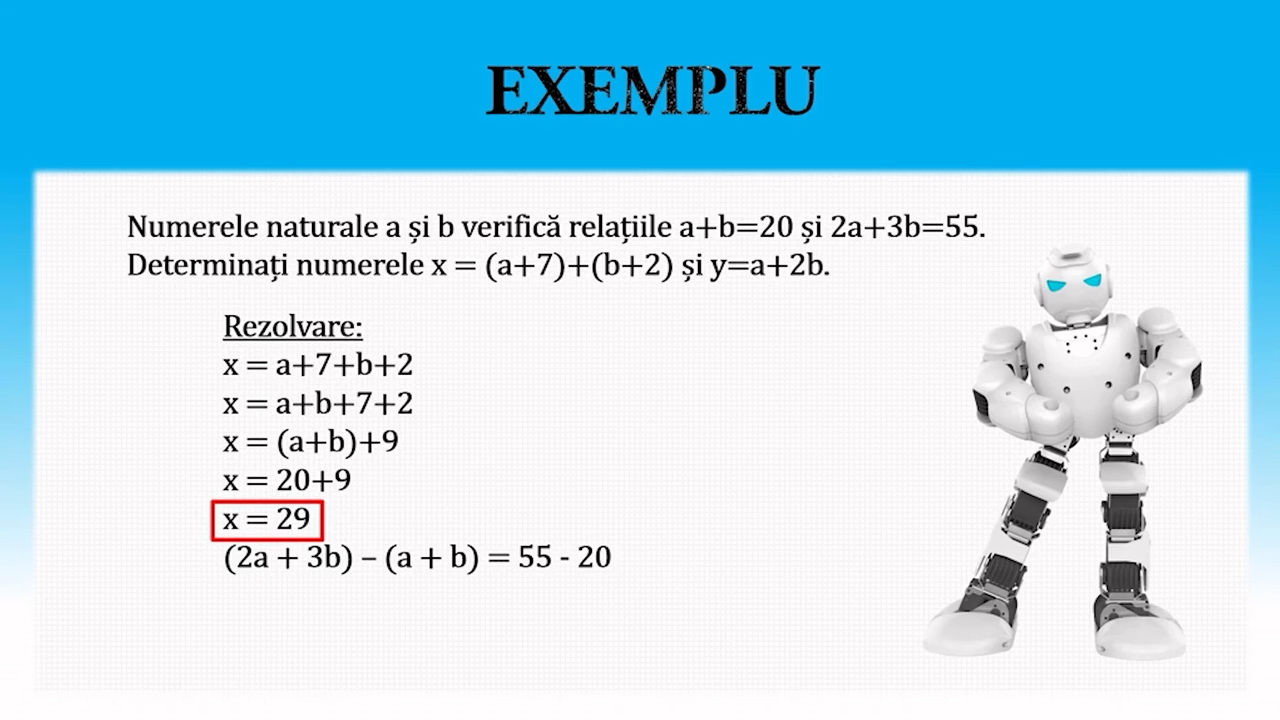 EXEMPLU
Numerele naturale a și b verifică relațiile a+b=20 și 2a+3b=55.
Determinați numerele x = (a+7)+(b+2) și y=a+2b.
Rezolvare:
x = a+7+b+2
x = a+b+7+2
x = (a+b)+9
x = 20+9
x = 29
(2a + 3b) – (a + b) = 55 - 20